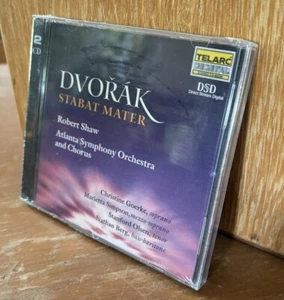 2
CD
TELARC
DIGITAL
DSD
Direct Stream Digital
DVOŘÁK
STABAT MATER
Robert Shaw
Atlanta Symphony Orchestra
and Chorus
Christine Goerke, soprano
Marietta Simpson, mezzo-soprano
Stanford Olsen, tenor
Nathan Berg, bass-baritone